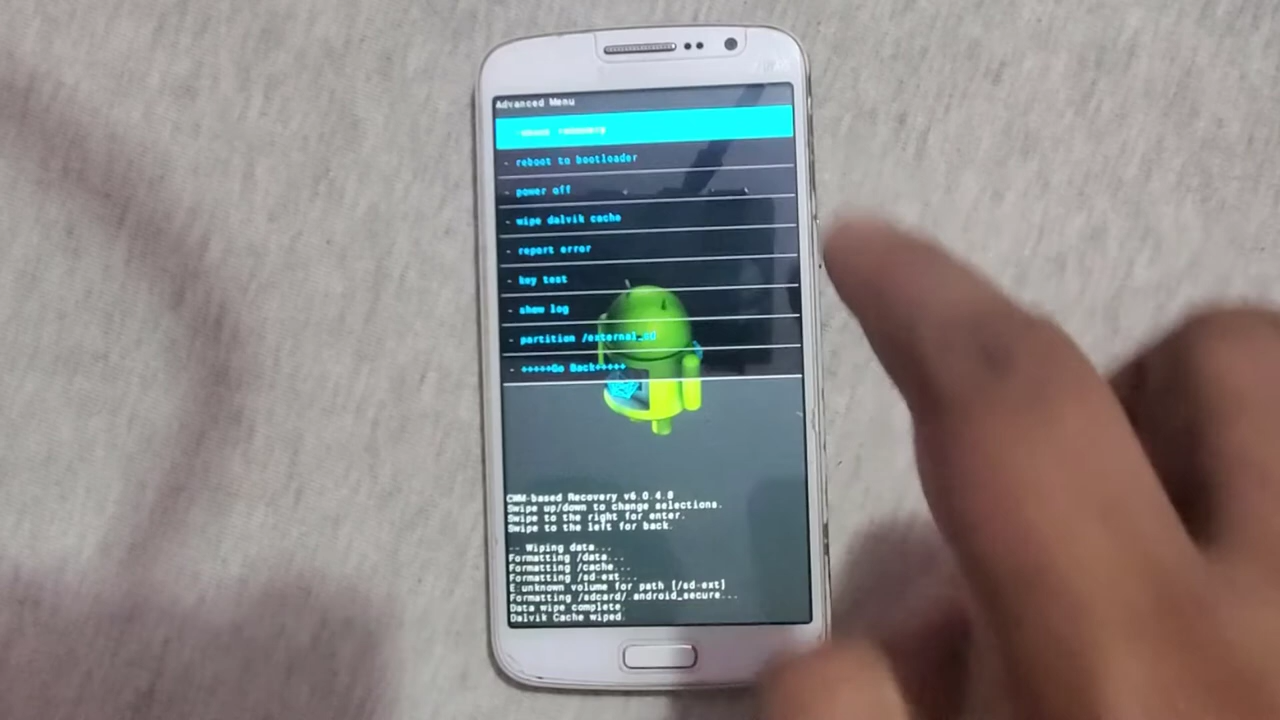 Advanced Menu
- reboot recovery
- reboot to bootloader
- power off
- wipe dalvik cache
- report error
- key test
- show log
- partition /external_sd
- +++++Go Back+++++
CWM-based Recovery v6.0.4.8
Swipe up/down to change selections.
Swipe to the right for enter.
Swipe to the left for back.
-- Wiping data...
Formatting /data...
Formatting /cache...
Formatting /sd-ext...
E:unknown volume for path [/sd-ext]
Formatting /sdcard/.android_secure...
Data wipe complete.
Dalvik Cache wiped.